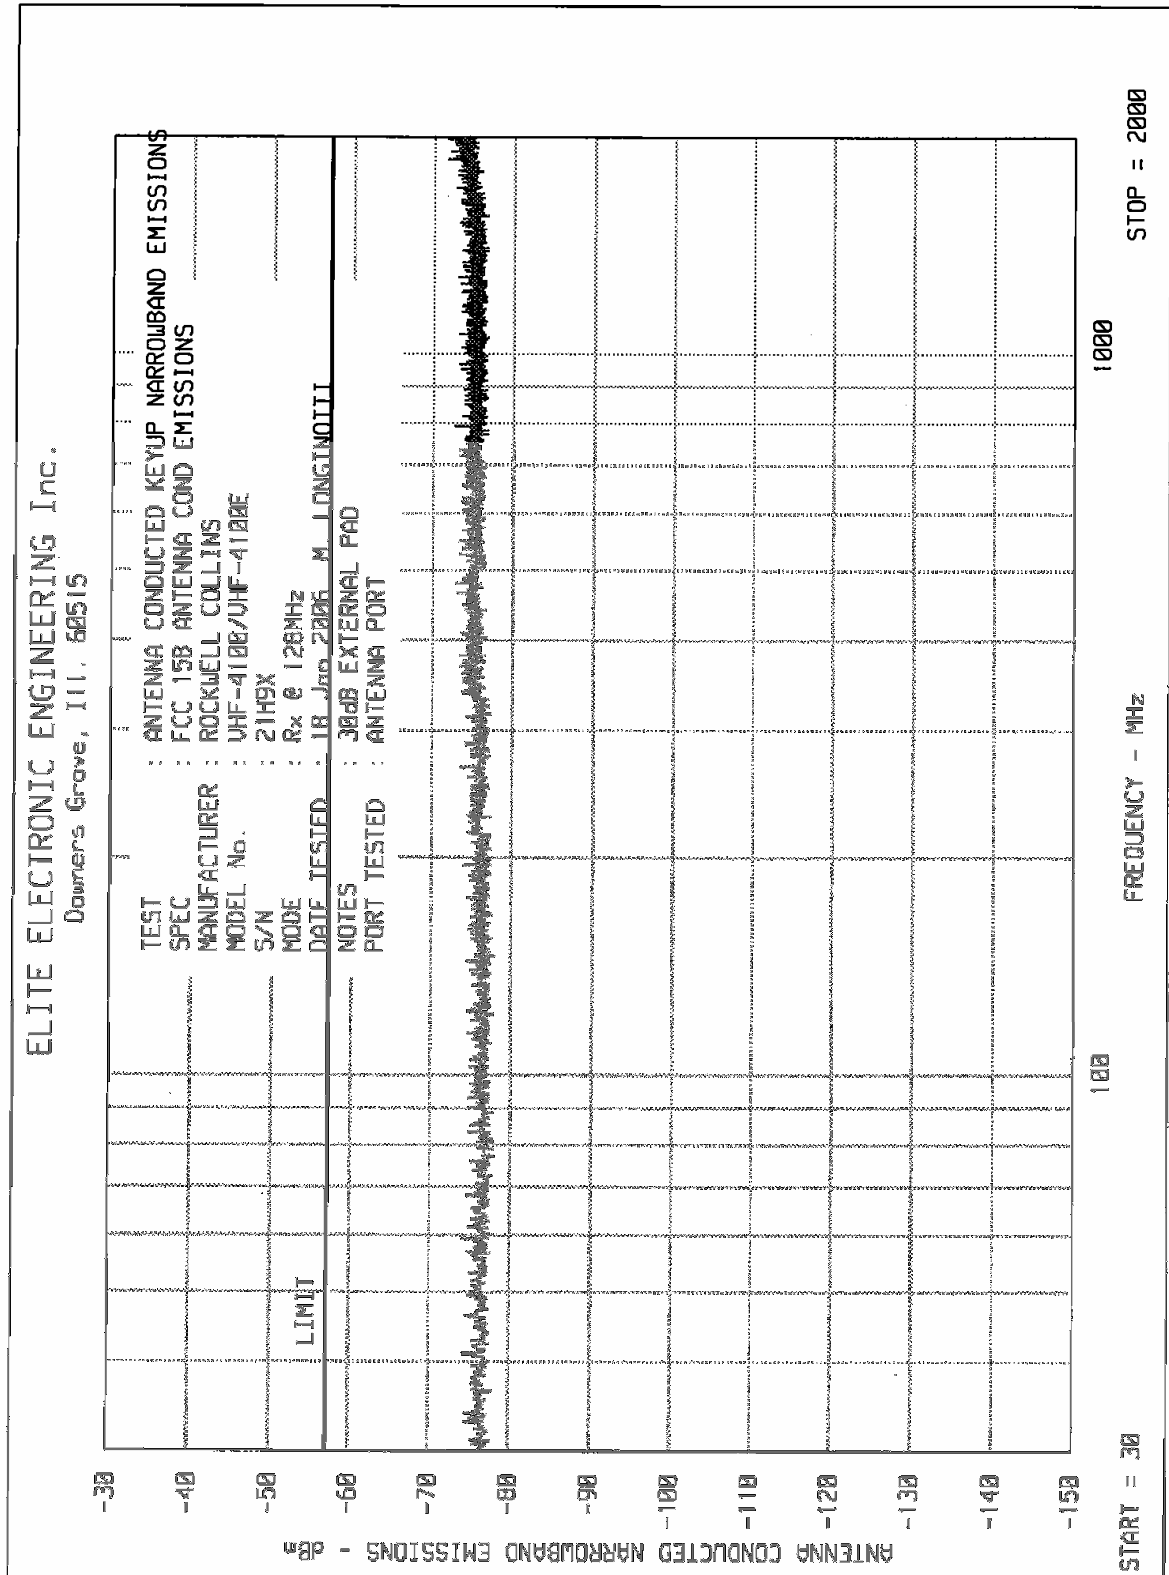 ELITE ELECTRONIC ENGINEERING Inc.
Downers Grove, Ill. 60515
TEST : ANTENNA CONDUCTED KEYUP NARROWBAND EMISSIONS
SPEC : FCC 15B ANTENNA COND EMISSIONS
MANUFACTURER : ROCKWELL COLLINS
MODEL No. : VHF-4100/VHF-4100E
S/N : 21H9X
MODE : Rx @ 128MHz
DATE TESTED : 18 Jan 2006 M. LONGINOTTI
NOTES : 30dB EXTERNAL PAD
PORT TESTED : ANTENNA PORT
LIMIT
ANTENNA CONDUCTED NARROWBAND EMISSIONS - dBm
-30
-40
-50
-60
-70
-80
-90
-100
-110
-120
-130
-140
-150
100
1000
START = 30
FREQUENCY - MHz
STOP = 2000